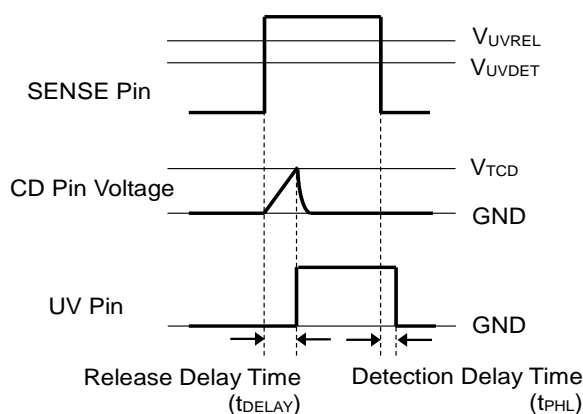 VUVREL
VUVDET
SENSE Pin
VTCD
CD Pin Voltage
GND
UV Pin
GND
Release Delay Time
(tDELAY)
Detection Delay Time
(tPHL)